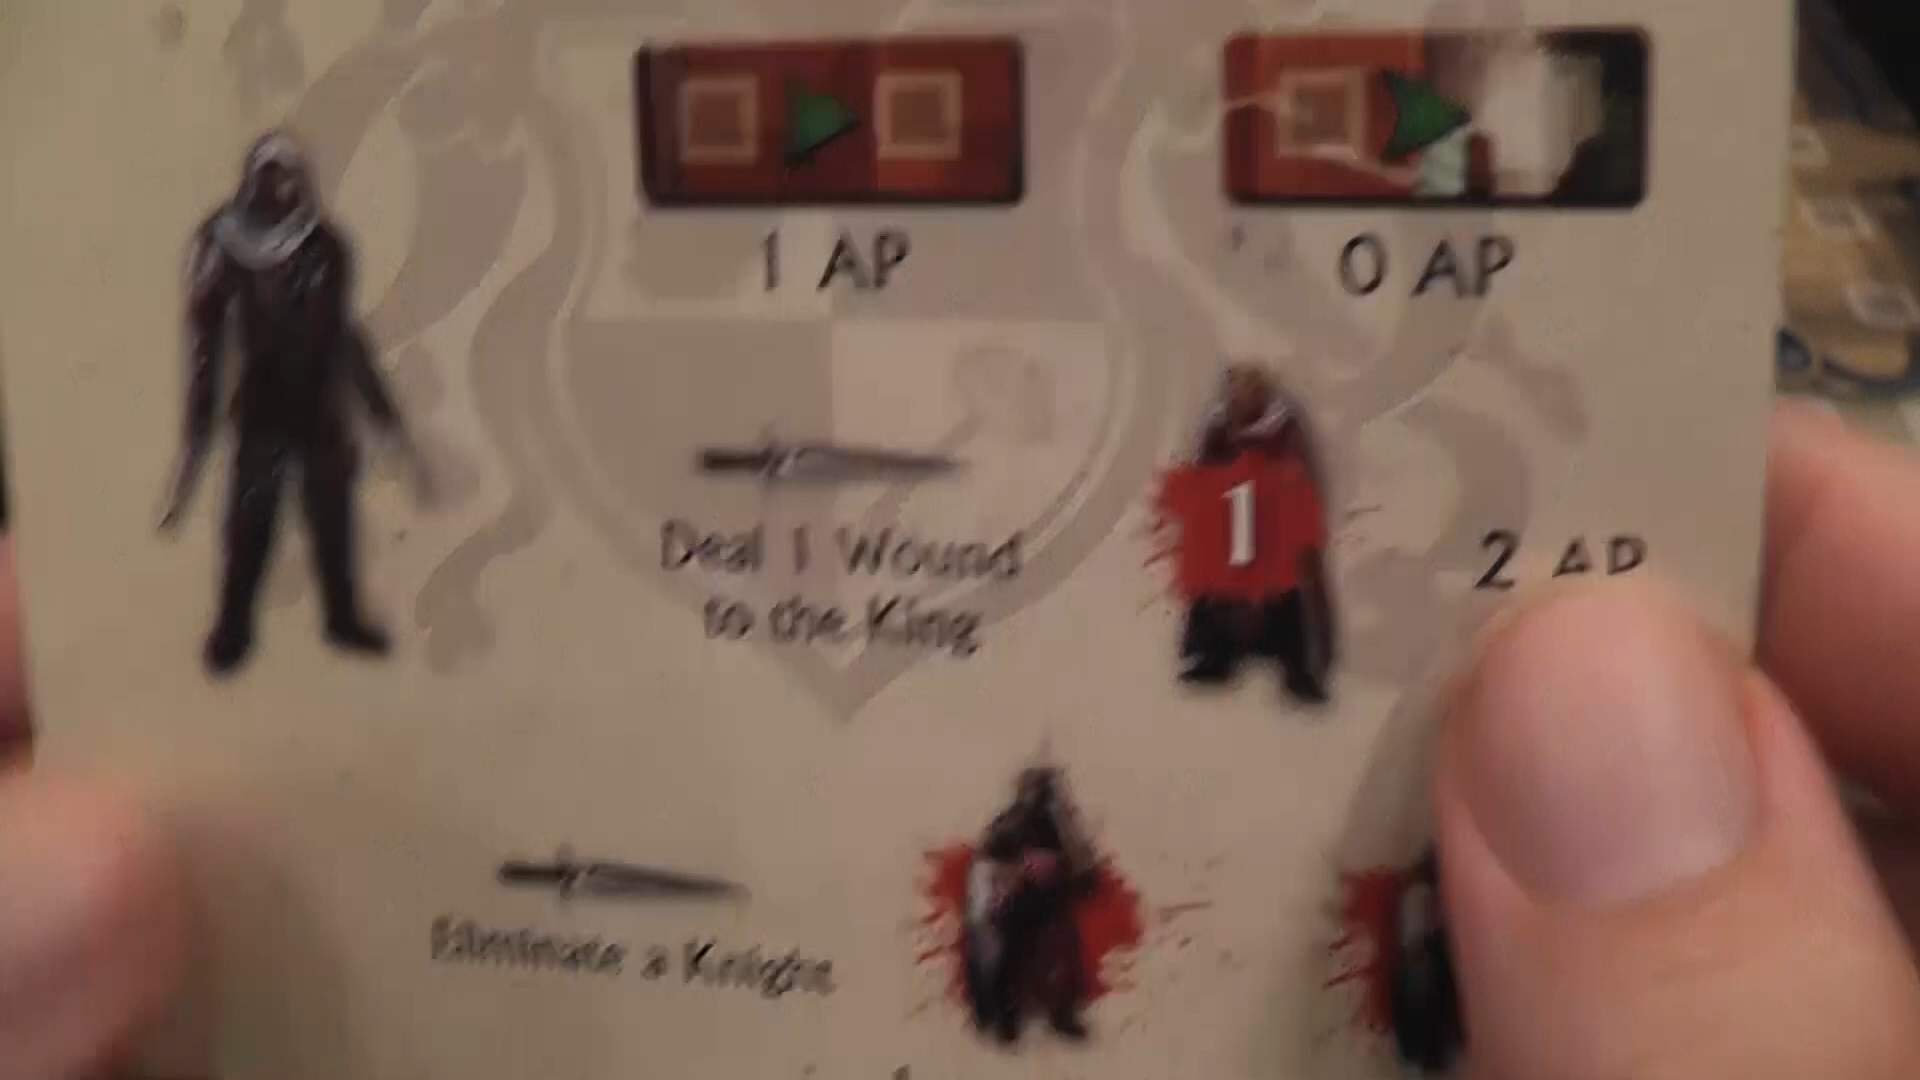 1 AP
0 AP
Deal 1 Wound
to the King
1
2 AP
Eliminate a Knight